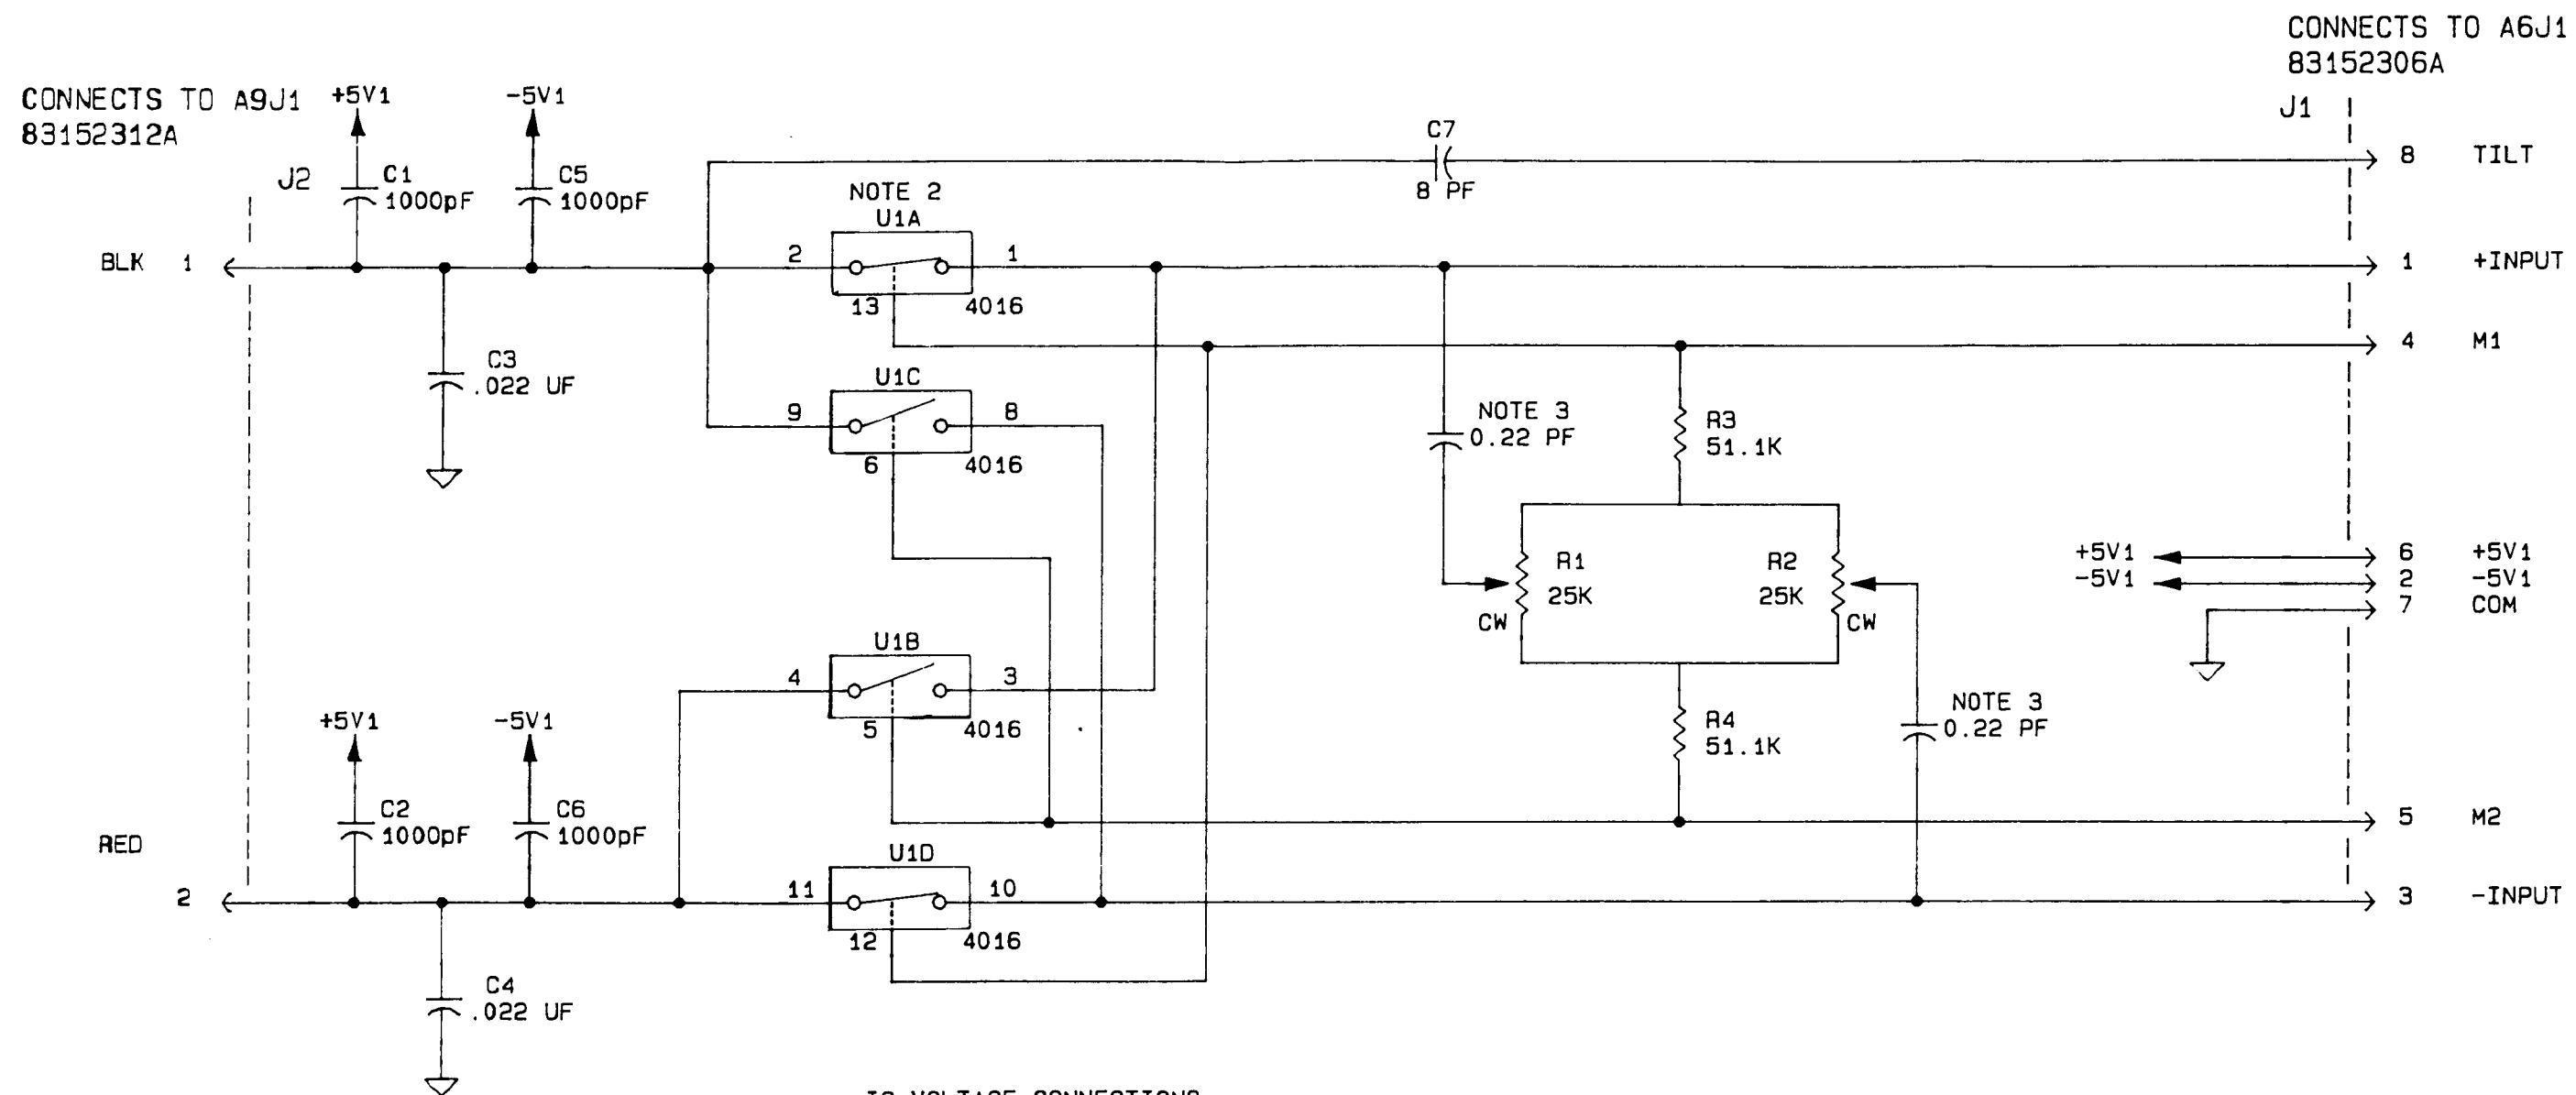 CONNECTS TO A6J1
83152306A
CONNECTS TO A9J1
83152312A
+5V1
-5V1
J1
J2
C1
1000pF
C5
1000pF
C7
8 PF
8 TILT
NOTE 2
U1A
BLK 1
2
1
13
4016
1 +INPUT
4 M1
C3
.022 UF
U1C
9
8
6
4016
NOTE 3
0.22 PF
R3
51.1K
R1
25K
CW
R2
25K
CW
+5V1
-5V1
6 +5V1
2 -5V1
7 COM
U1B
4
3
5
4016
+5V1
-5V1
C2
1000pF
C6
1000pF
R4
51.1K
NOTE 3
0.22 PF
5 M2
RED
2
U1D
11
10
12
4016
3 -INPUT
C4
.022 UF
IC VOLTAGE CONNECTIONS